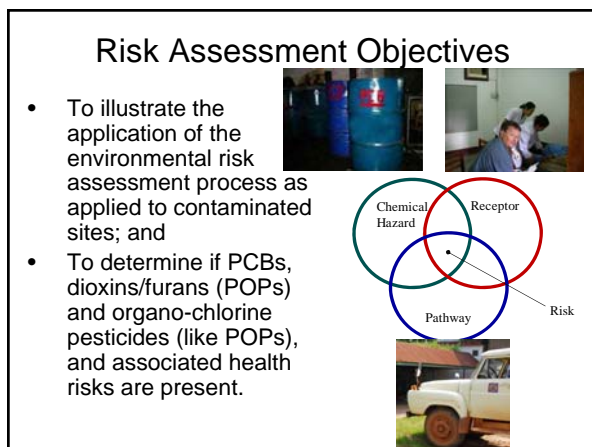 Risk Assessment Objectives
• To illustrate the
application of the
environmental risk
assessment process as
applied to contaminated
sites; and
• To determine if PCBs,
dioxins/furans (POPs)
and organo-chlorine
pesticides (like POPs),
and associated health
risks are present.
Chemical
Hazard
Receptor
Pathway
Risk